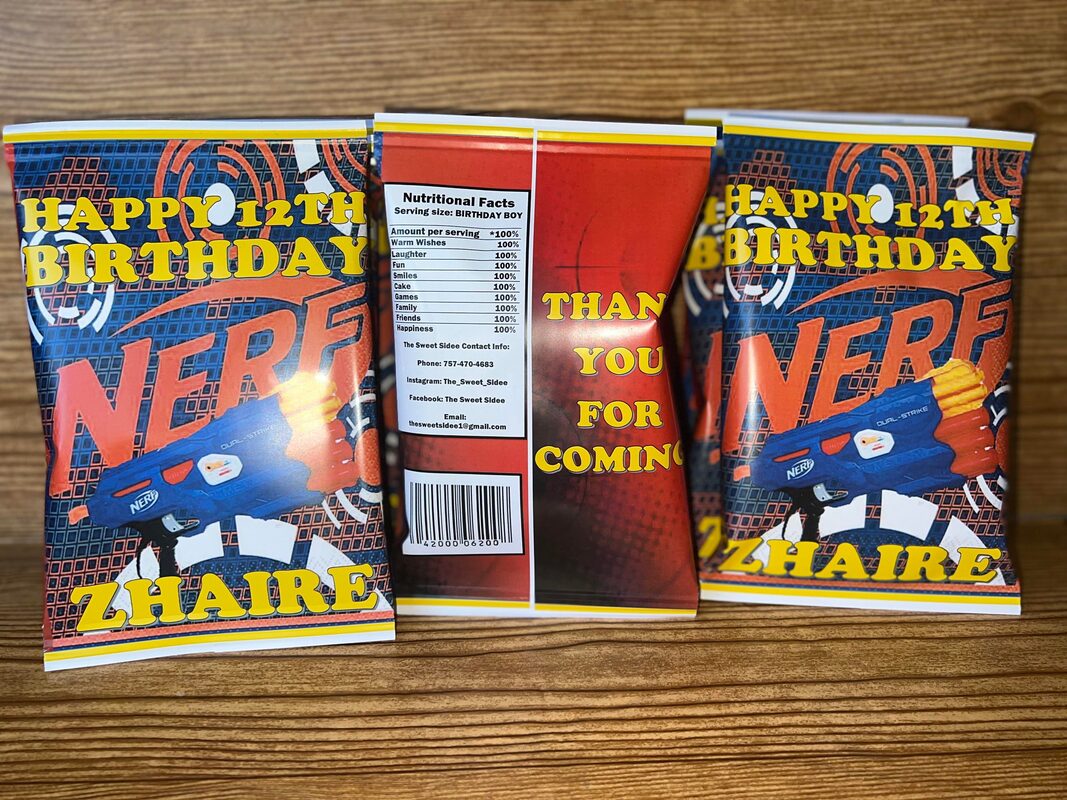 HAPPY 12TH
BIRTHDAY
NERF
DUAL-STRIKE
NERF
ZHAIRE
Nutritional Facts
Serving size: BIRTHDAY BOY
Amount per serving *100%
Warm Wishes 100%
Laughter 100%
Fun 100%
Smiles 100%
Cake 100%
Games 100%
Family 100%
Friends 100%
Happiness 100%
The Sweet Sidee Contact Info:
Phone: 757-470-4683
Instagram: The_Sweet_Sidee
Facebook: The Sweet Sidee
Email:
thesweetsidee1@gmail.com
42000 06200
THAN
YOU
FOR
COMING
HAPPY 12TH
BIRTHDAY
NERF
DUAL-STRIKE
NERF
ZHAIRE